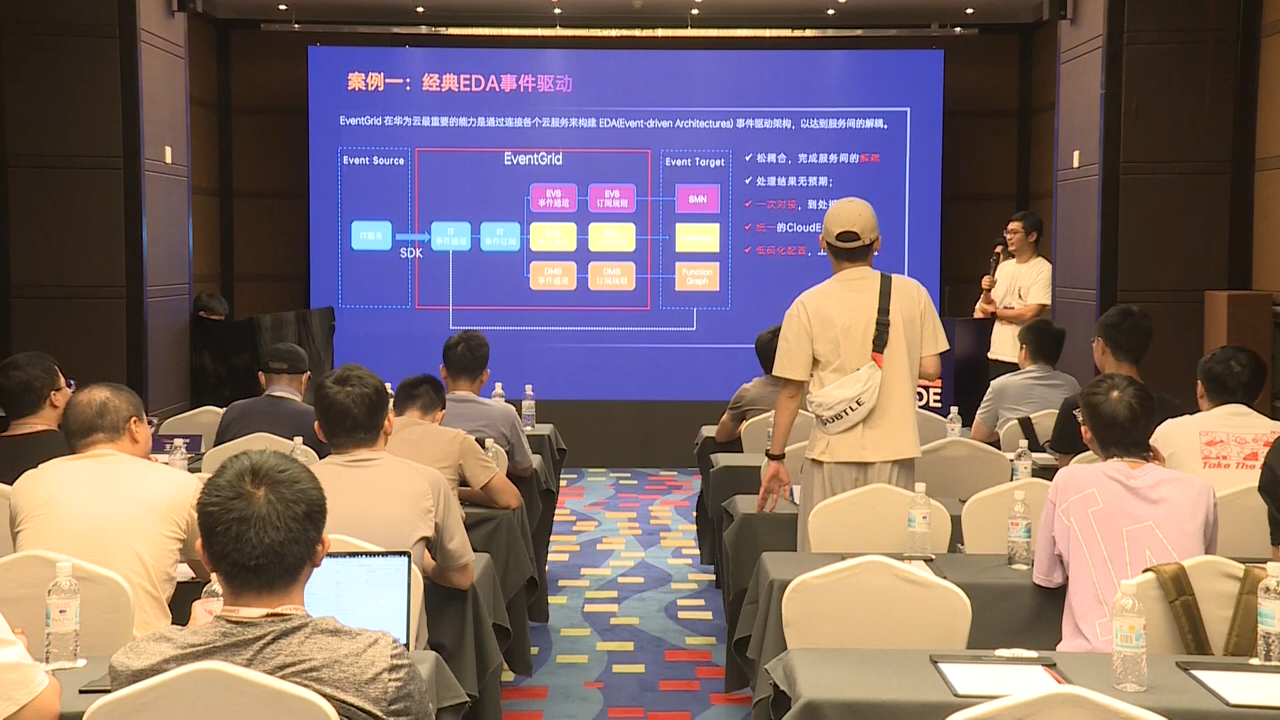 案例一：经典EDA事件驱动
EventGrid 在华为云最重要的能力是通过连接各个云服务来构建 EDA(Event-driven Architectures) 事件驱动架构，以达到服务间的解耦。
Event Source
EventGrid
Event Target
IT服务
SDK
IT
事件通道
IT
事件订阅
EVS
事件通道
EVS
订阅规则
SMN
DMS
事件通道
DMS
订阅规则
Function
Graph
✓ 松耦合，完成服务间的解耦
✓ 处理结果无预期；
✓ 一次对接，到处
✓ 统一的CloudE
✓ 低码化配置，
SUBTLE
DE
Take The